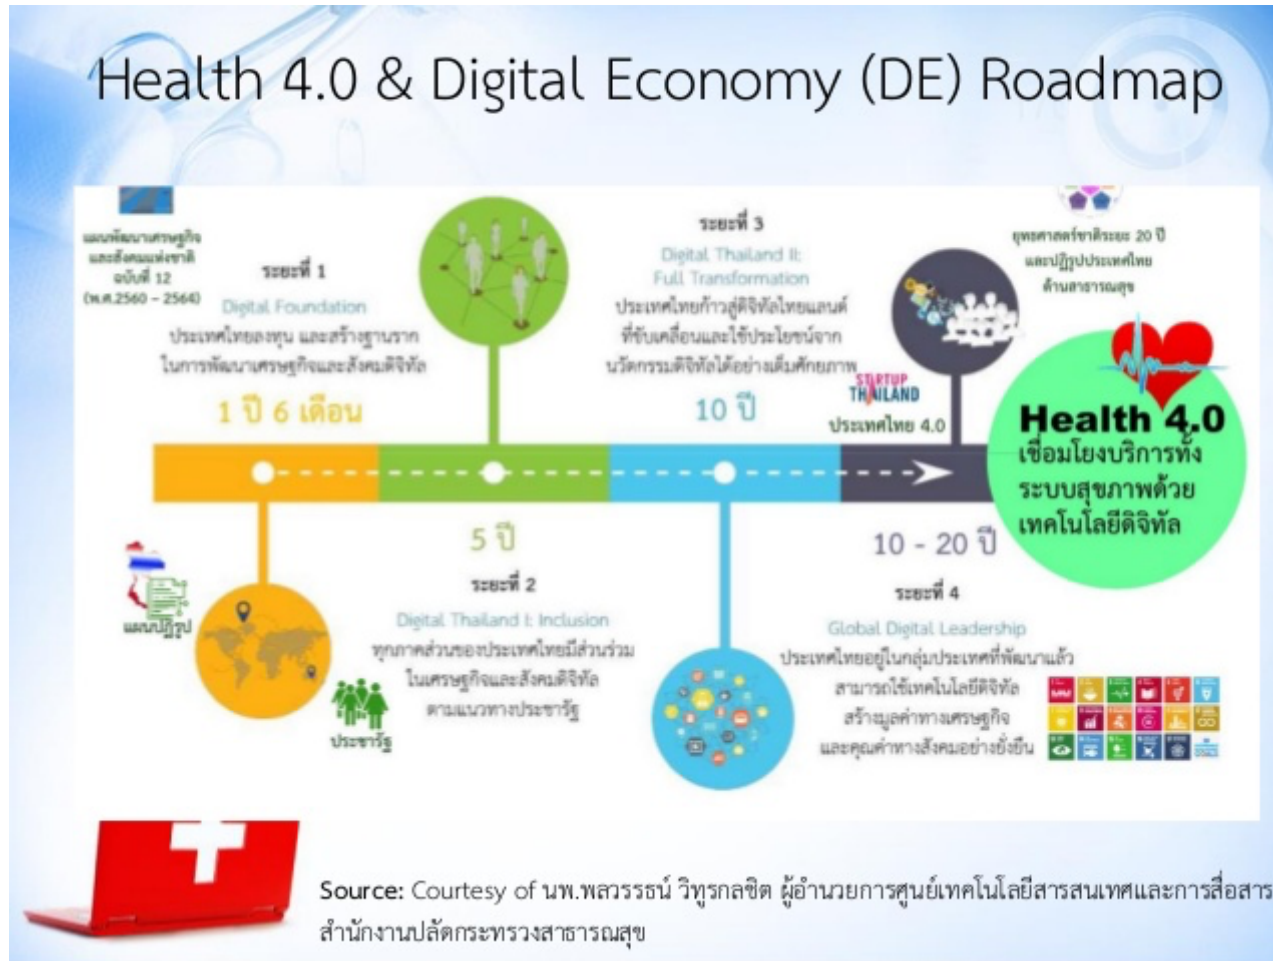 Health 4.0 & Digital Economy (DE) Roadmap
แผนพัฒนาเศรษฐกิจ
และสังคมแห่งชาติ
ฉบับที่ 12
(พ.ศ.2560 – 2564)
ระยะที่ 1
Digital Foundation
ประเทศไทยลงทุน และสร้างฐานราก
ในการพัฒนาเศรษฐกิจและสังคมดิจิทัล
1 ปี 6 เดือน
ระยะที่ 3
Digital Thailand II:
Full Transformation
ประเทศไทยก้าวสู่ดิจิทัลไทยแลนด์
ที่ขับเคลื่อนและใช้ประโยชน์จาก
นวัตกรรมดิจิทัลได้อย่างเต็มศักยภาพ
10 ปี
STARTUP
THAILAND
ประเทศไทย 4.0
ยุทธศาสตร์ชาติระยะ 20 ปี
และปฏิรูปประเทศไทย
ด้านสาธารณสุข
Health 4.0
เชื่อมโยงบริการทั้ง
ระบบสุขภาพด้วย
เทคโนโลยีดิจิทัล
แผนปฏิรูป
ประชารัฐ
5 ปี
ระยะที่ 2
Digital Thailand I: Inclusion
ทุกภาคส่วนของประเทศไทยมีส่วนร่วม
ในเศรษฐกิจและสังคมดิจิทัล
ตามแนวทางประชารัฐ
10 - 20 ปี
ระยะที่ 4
Global Digital Leadership
ประเทศไทยอยู่ในกลุ่มประเทศที่พัฒนาแล้ว
สามารถใช้เทคโนโลยีดิจิทัล
สร้างมูลค่าทางเศรษฐกิจ
และคุณค่าทางสังคมอย่างยั่งยืน
Source: Courtesy of นพ.พลวรรธน์ วิทูรกลชิต ผู้อำนวยการศูนย์เทคโนโลยีสารสนเทศและการสื่อสาร
สำนักงานปลัดกระทรวงสาธารณสุข